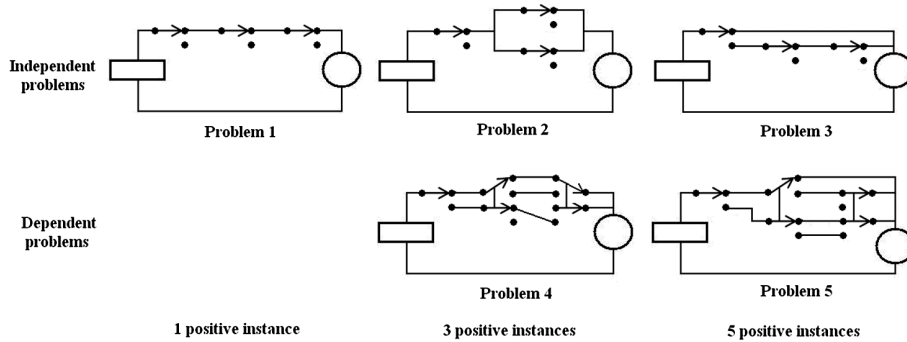 Independent
problems
Problem 1
Problem 2
Problem 3
Dependent
problems
Problem 4
Problem 5
1 positive instance
3 positive instances
5 positive instances